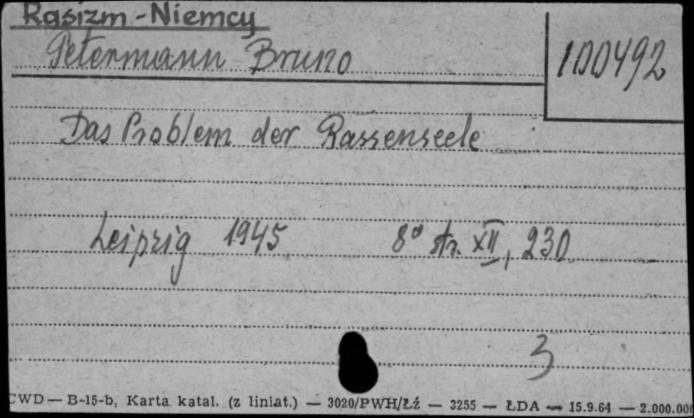 Rasizm - Niemcy
Petermann Bruno
100492
Das Problem der Rassenseele
Leipzig 1945 8° str. XII, 230
3
CWD — B-15-b, Karta katal. (z liniat.) — 3020/PWH/Łź — 3255 — ŁDA — 15.9.64 — 2.000.00